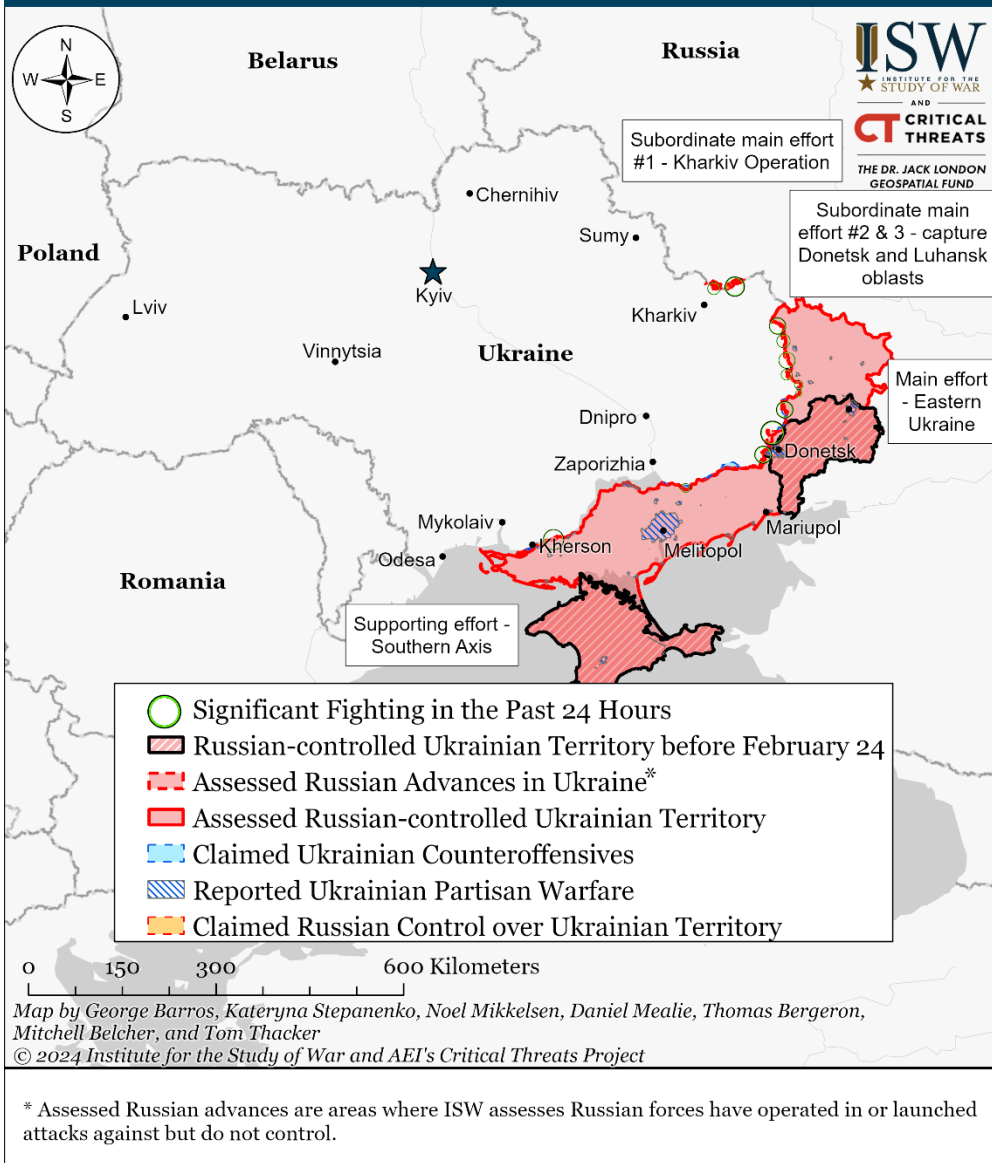 N
W
E
S
Belarus
Russia
ISW
INSTITUTE FOR THE
STUDY OF WAR
AND
CT CRITICAL
THREATS
THE DR. JACK LONDON
GEOSPATIAL FUND
Subordinate main effort
#1 - Kharkiv Operation
Subordinate main
effort #2 & 3 - capture
Donetsk and Luhansk
oblasts
Chernihiv
Sumy
Poland
Kyiv
Lviv
Kharkiv
Vinnytsia
Ukraine
Main effort
- Eastern
Ukraine
Dnipro
Donetsk
Zaporizhia
Mykolaiv
Mariupol
Kherson
Melitopol
Odesa
Romania
Supporting effort -
Southern Axis
Significant Fighting in the Past 24 Hours
Russian-controlled Ukrainian Territory before February 24
Assessed Russian Advances in Ukraine*
Assessed Russian-controlled Ukrainian Territory
Claimed Ukrainian Counteroffensives
Reported Ukrainian Partisan Warfare
Claimed Russian Control over Ukrainian Territory
0 150 300 600 Kilometers
Map by George Barros, Kateryna Stepanenko, Noel Mikkelsen, Daniel Mealie, Thomas Bergeron,
Mitchell Belcher, and Tom Thacker
© 2024 Institute for the Study of War and AEI's Critical Threats Project
* Assessed Russian advances are areas where ISW assesses Russian forces have operated in or launched
attacks against but do not control.